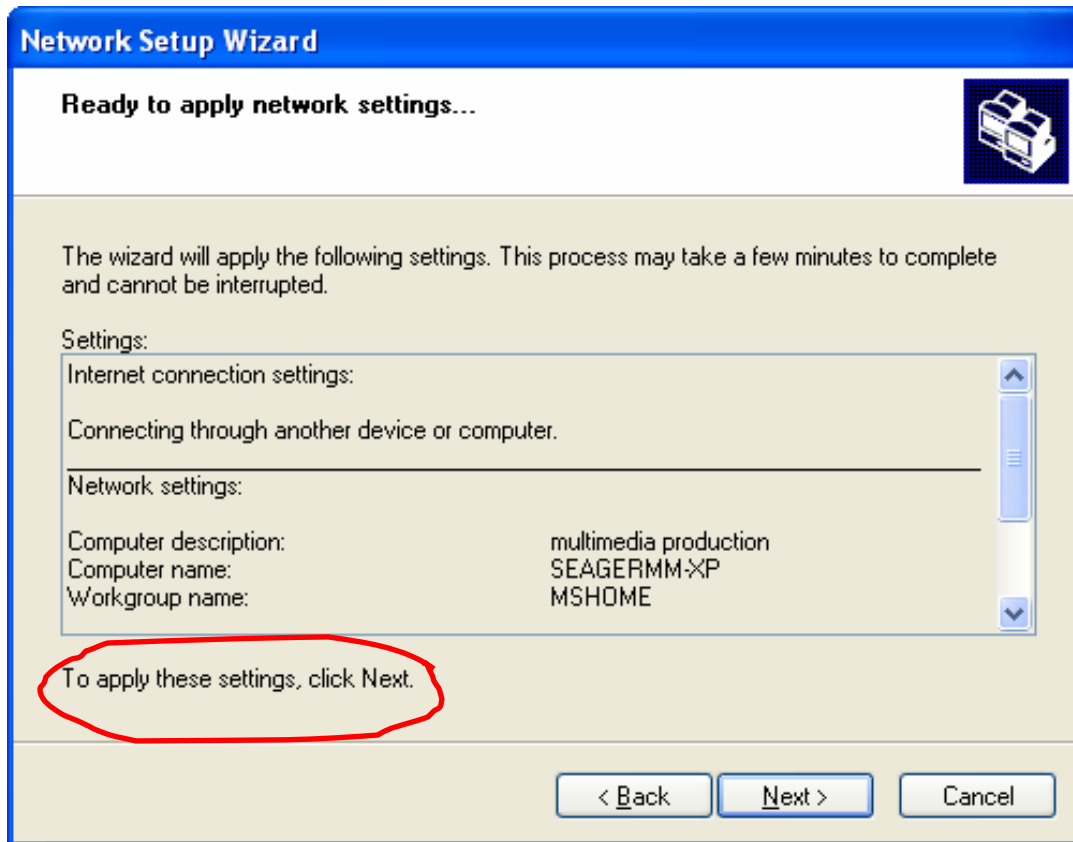 Network Setup Wizard
Ready to apply network settings...
The wizard will apply the following settings. This process may take a few minutes to complete
and cannot be interrupted.
Settings:
Internet connection settings:
Connecting through another device or computer.
Network settings:
Computer description: multimedia production
Computer name: SEAGERMM-XP
Workgroup name: MSHOME
To apply these settings, click Next.
< Back Next > Cancel